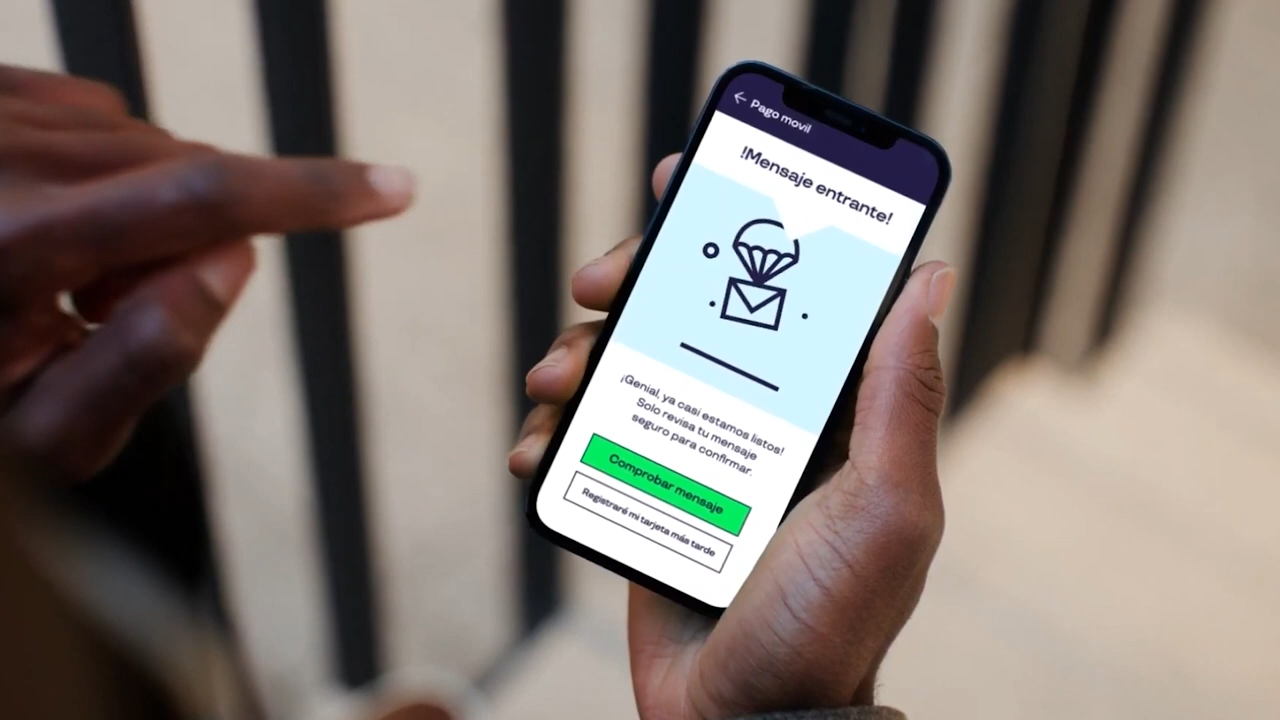 ← Pago movil
!Mensaje entrante!
¡Genial, ya casi estamos listos!
Solo revisa tu mensaje
seguro para confirmar.
Comprobar mensaje
Registraré mi tarjeta más tarde